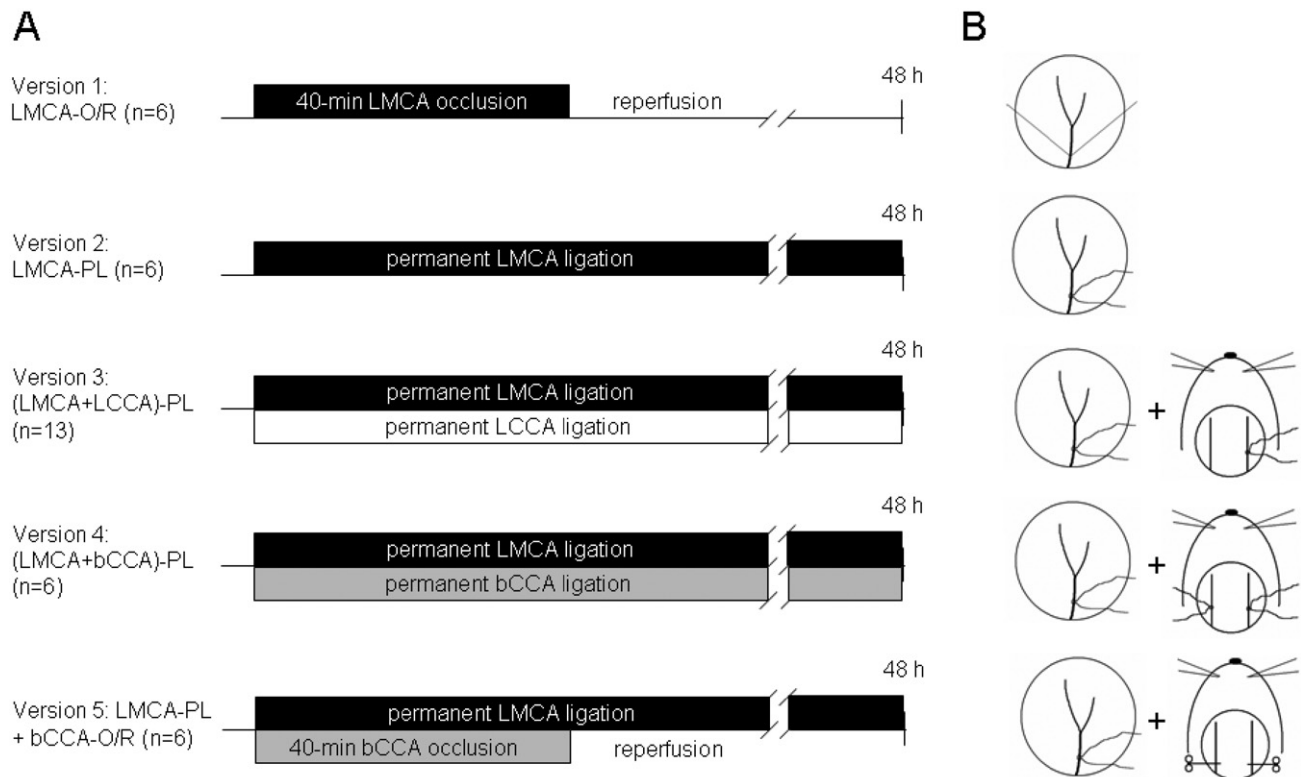 A
B
Version 1:
LMCA-O/R (n=6)
40-min LMCA occlusion
reperfusion
48 h
Version 2:
LMCA-PL (n=6)
permanent LMCA ligation
48 h
Version 3:
(LMCA+LCCA)-PL
(n=13)
permanent LMCA ligation
permanent LCCA ligation
48 h
+
Version 4:
(LMCA+bCCA)-PL
(n=6)
permanent LMCA ligation
permanent bCCA ligation
48 h
+
Version 5: LMCA-PL
+ bCCA-O/R (n=6)
permanent LMCA ligation
40-min bCCA occlusion
reperfusion
48 h
+